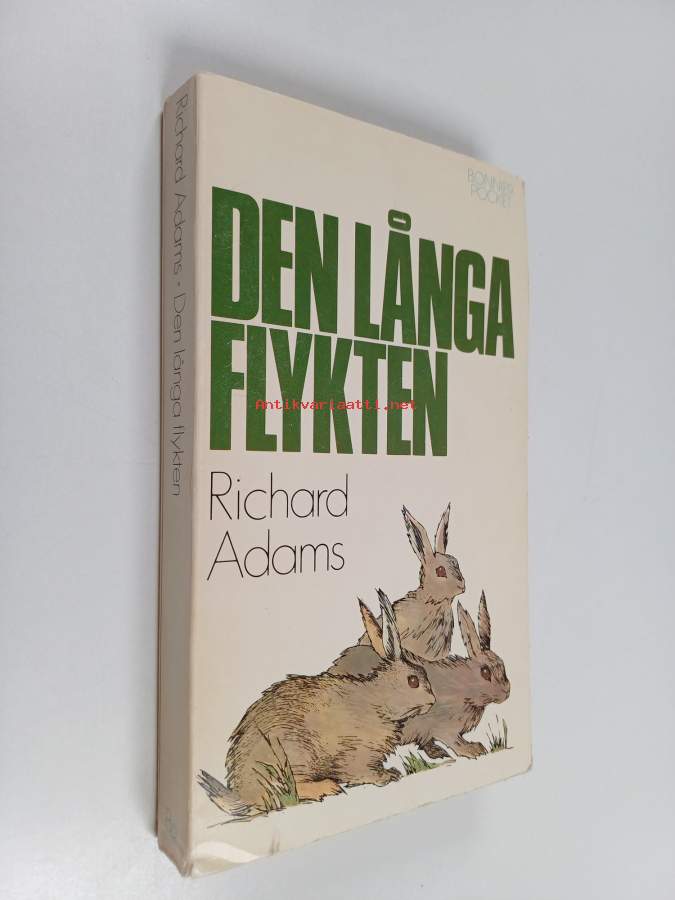 BONNIER
POCKET
DEN LÅNGA
FLYKTEN
Antikvariaatti.net
Richard
Adams
Richard Adams • Den långa flykten